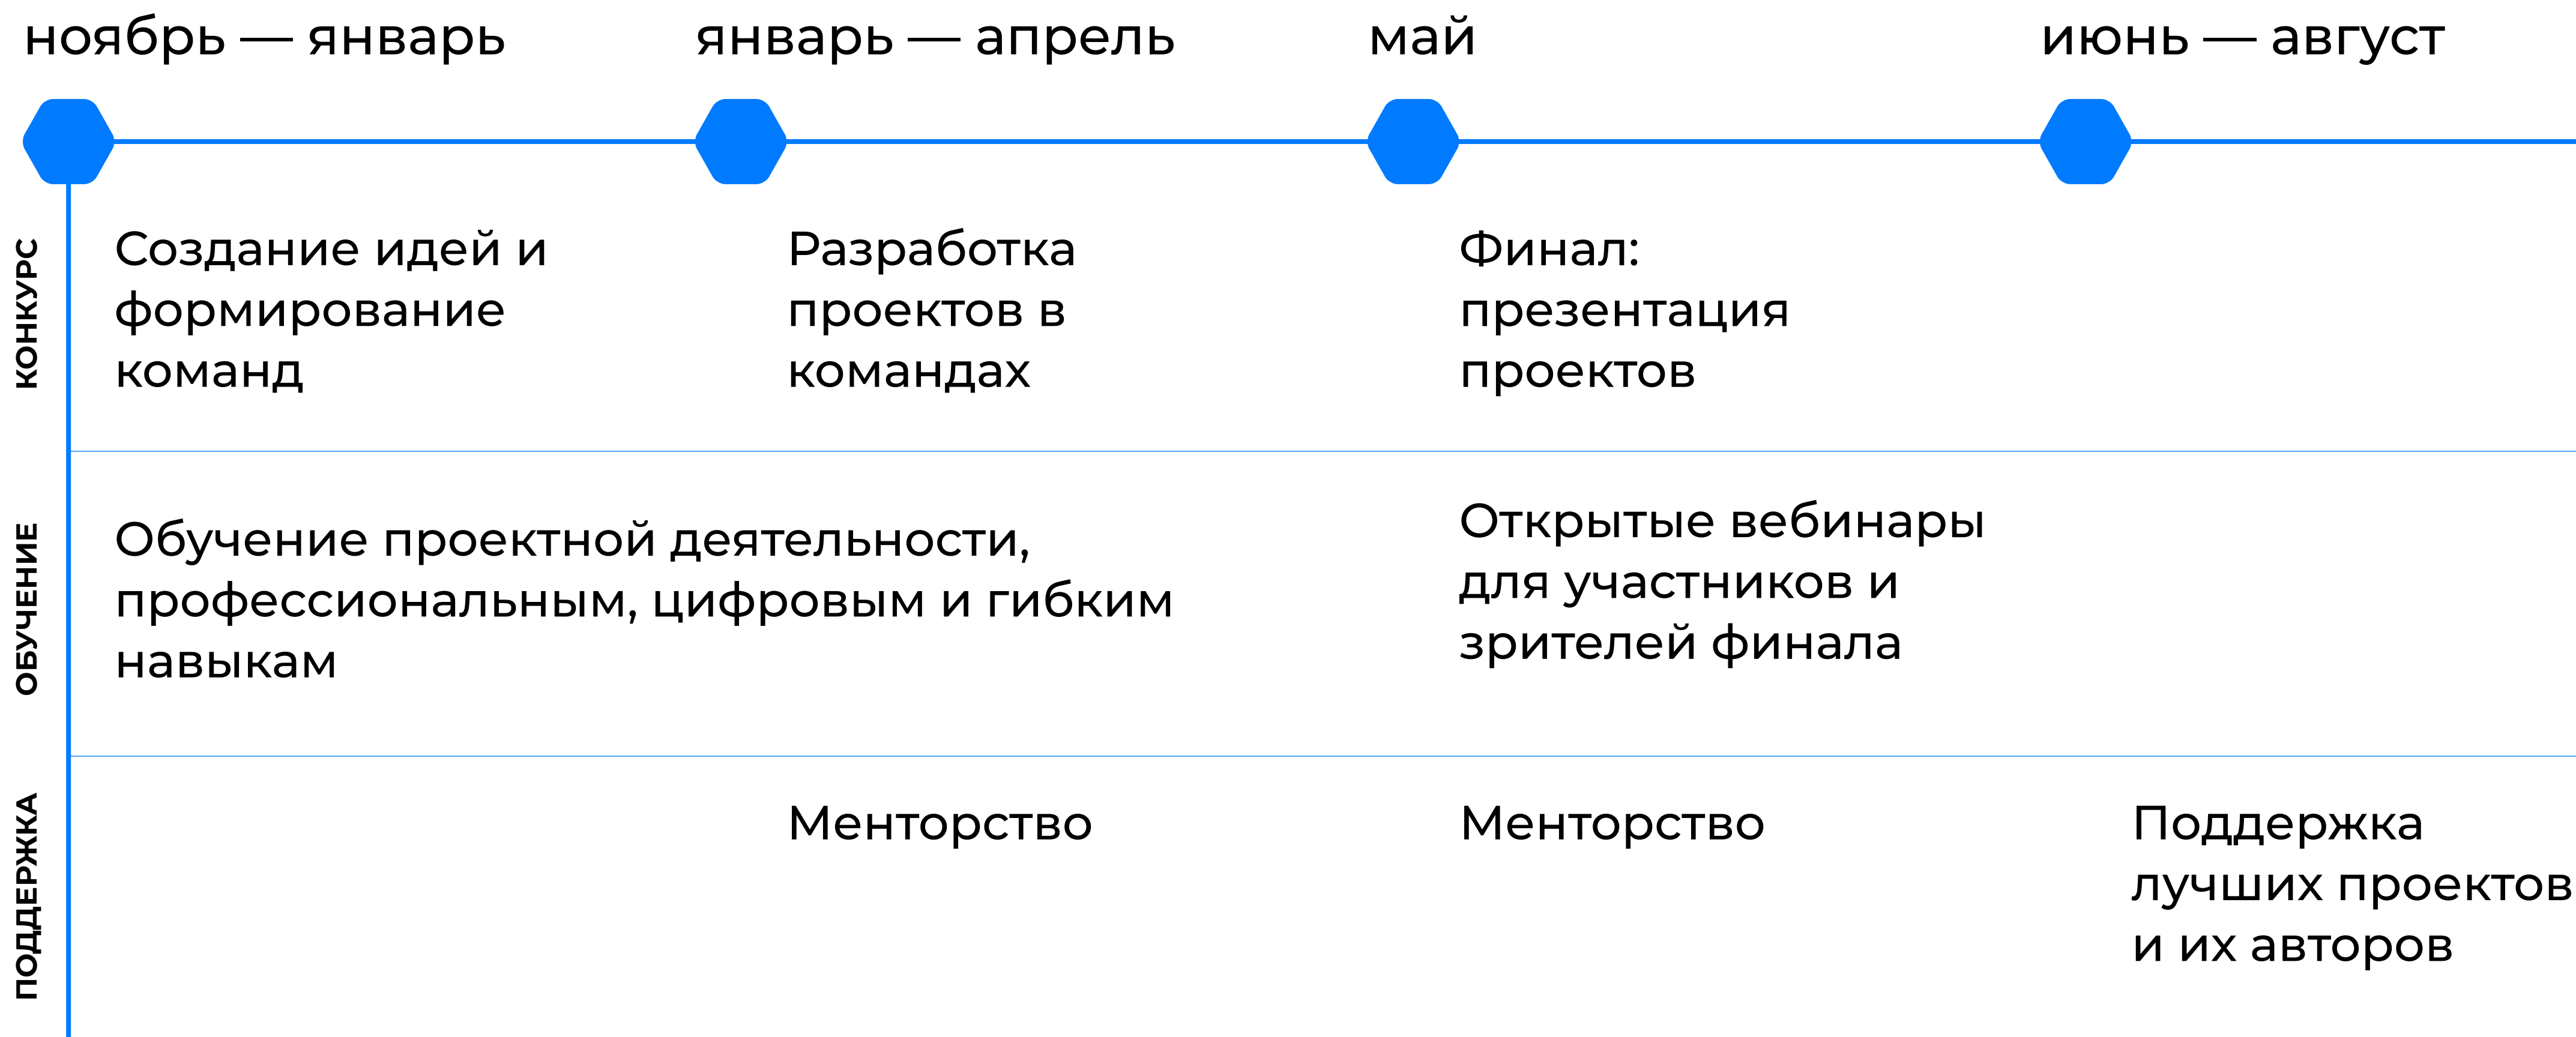 ноябрь — январь
январь — апрель
май
июнь — август
КОНКУРС
Создание идей и
формирование
команд
Разработка
проектов в
командах
Финал:
презентация
проектов
ОБУЧЕНИЕ
Обучение проектной деятельности,
профессиональным, цифровым и гибким
навыкам
Открытые вебинары
для участников и
зрителей финала
ПОДДЕРЖКА
Менторство
Менторство
Поддержка
лучших проектов
и их авторов